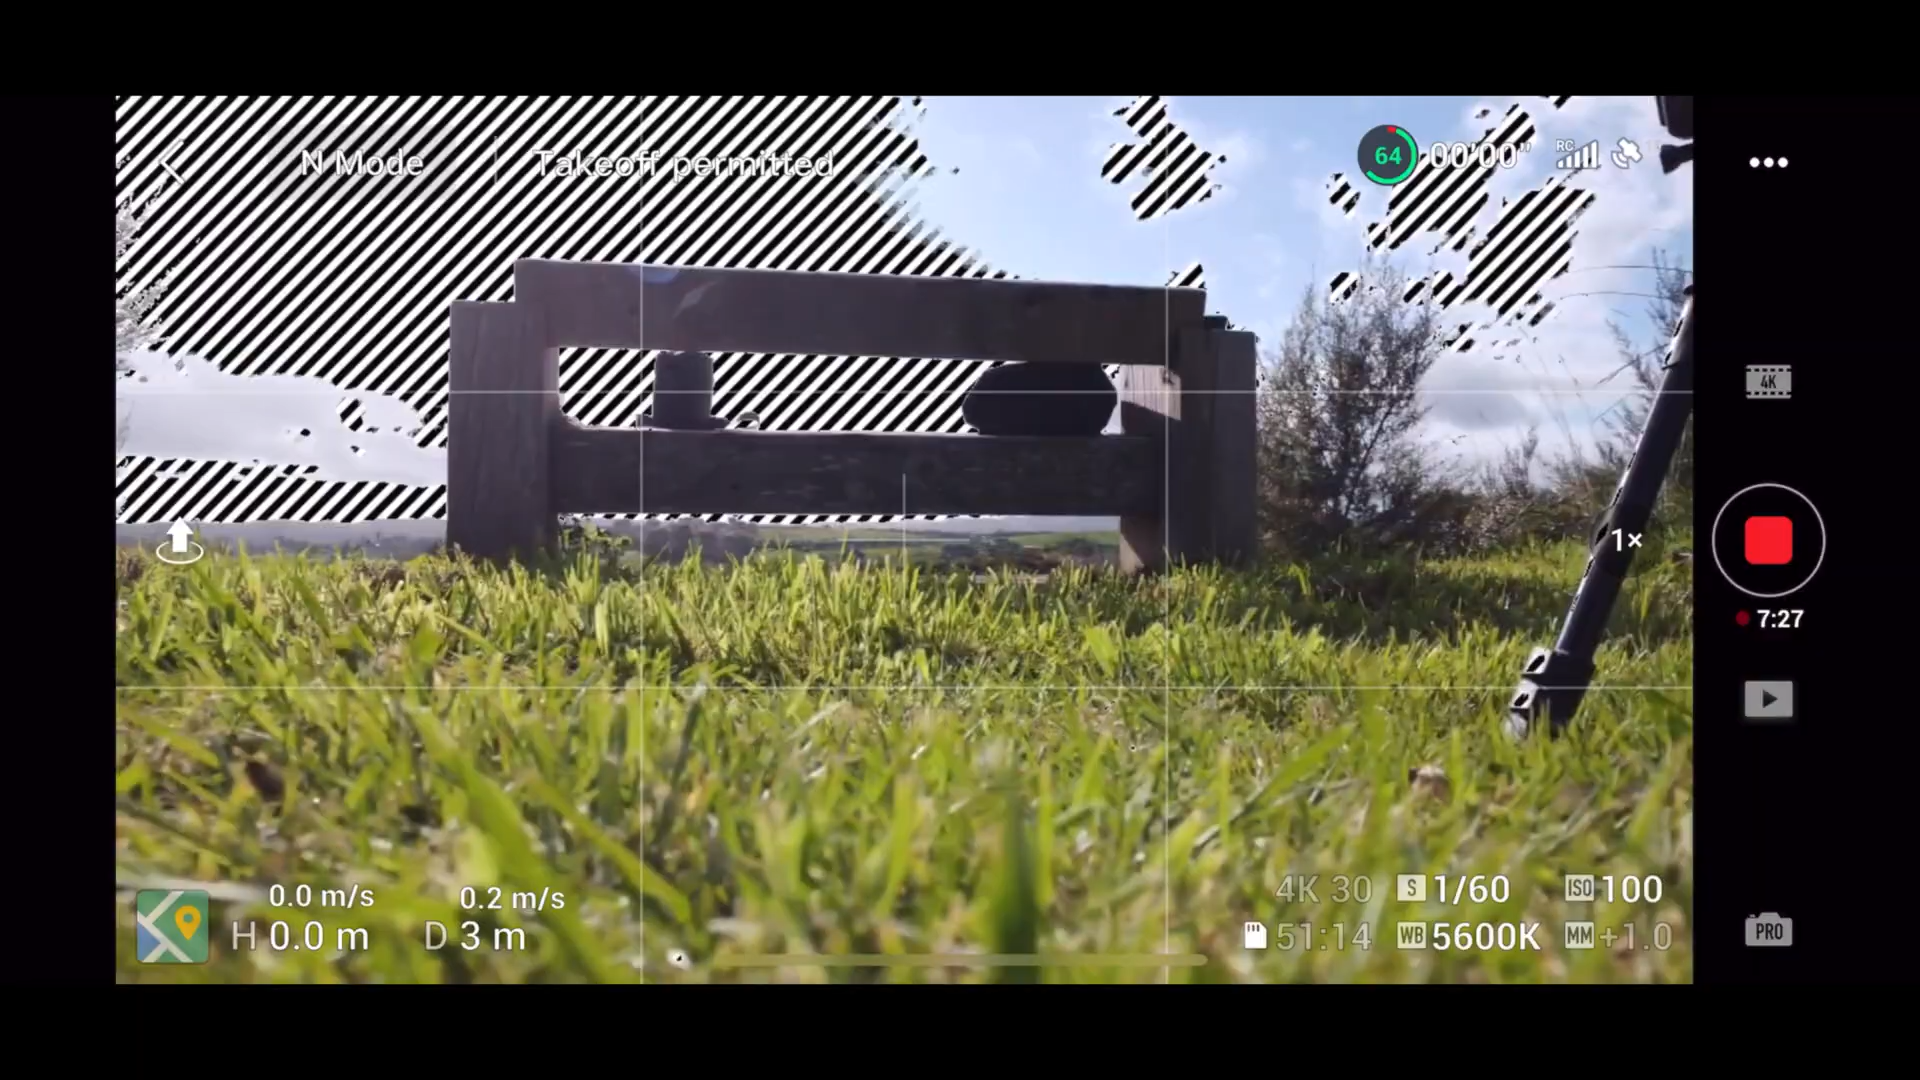 N Mode
Takeoff permitted
64
00'00"
RC
4K
1×
7:27
0.0 m/s
0.2 m/s
H 0.0 m
D 3 m
4K 30
S 1/60
ISO 100
51:14
WB 5600K
MM +1.0
PRO